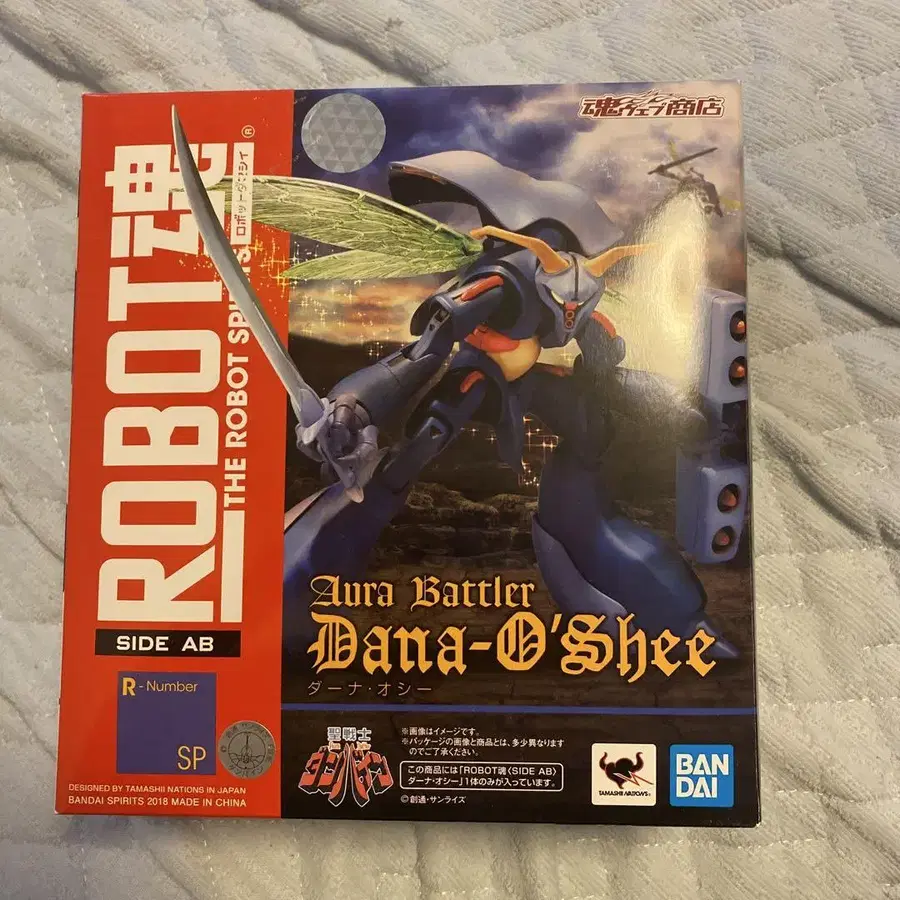 魂ウェブ商店
ROBOT魂
THE ROBOT SPIRITS
ロボットダマシイ
®
SIDE AB
R - Number
SP
DESIGNED BY TAMASHII NATIONS IN JAPAN
BANDAI SPIRITS 2018 MADE IN CHINA
Aura Battler
Dana-O'Shee
ダーナ・オシー
聖戦士
ダンバイン
※画像はイメージです。
※パッケージの画像と商品とは、多少異なります
のでご了承ください。
この商品には「ROBOT魂〈SIDE AB〉
ダーナ・オシー」1体のみが入っています。
©創通・サンライズ
TAMASHII NATIONS
BAN
DAI